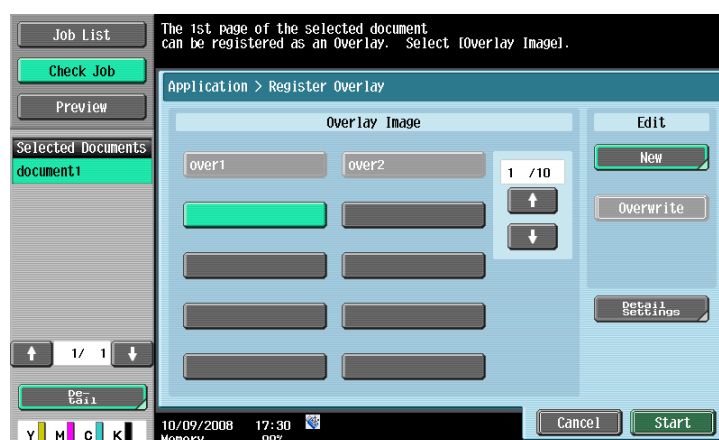 Job List
Check Job
Preview
Selected Documents
document1
1/ 1
De-
tail
Y M C K
The 1st page of the selected document
can be registered as an Overlay. Select [Overlay Image].
Application > Register Overlay
Overlay Image
over1 over2
1 /10
Edit
New
Overwrite
Detail
Settings
10/09/2008 17:30
Memory 99%
Cancel Start